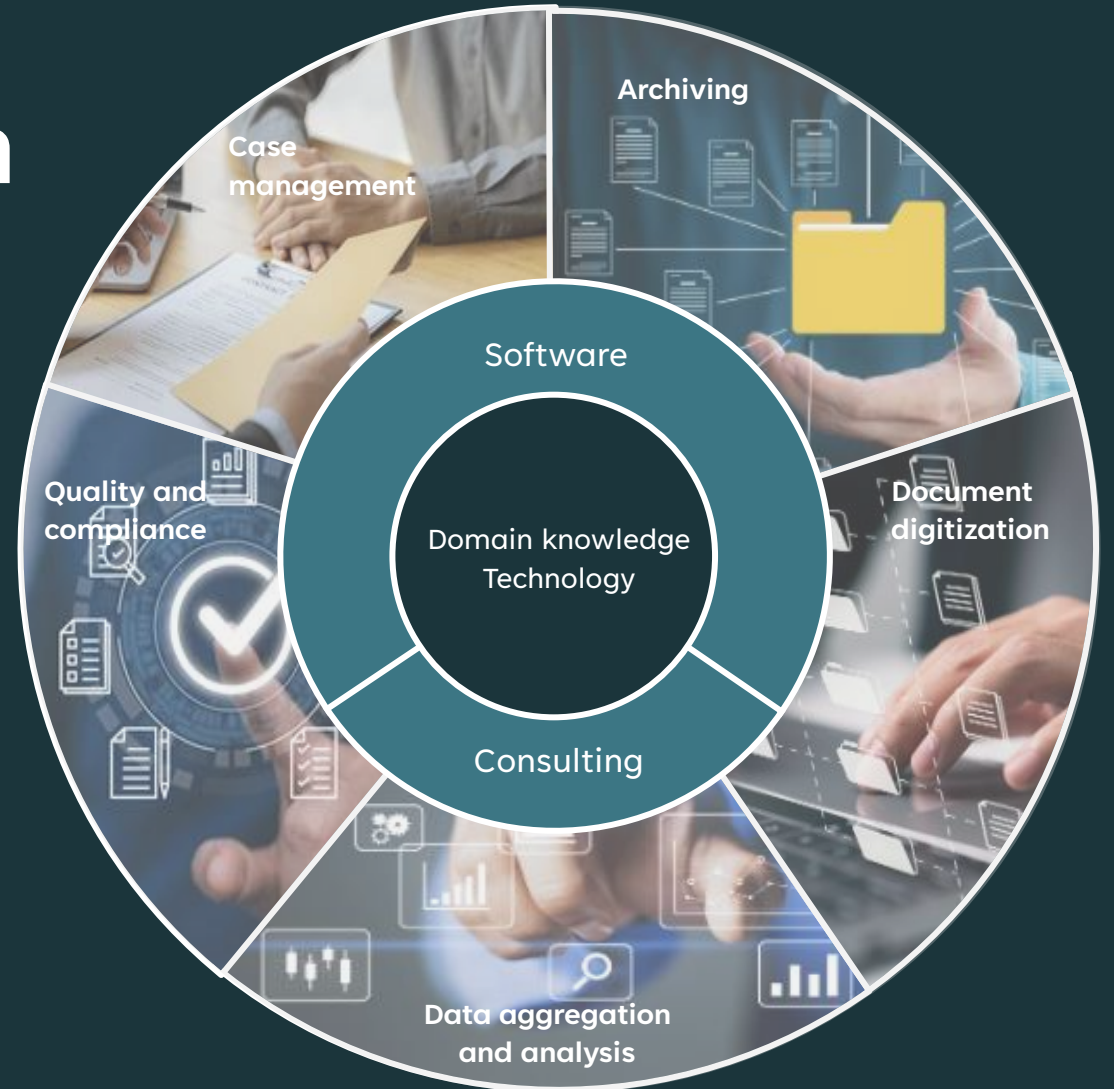 Archiving
Case
management
Software
Quality and
compliance
Document
digitization
Domain knowledge
Technology
Consulting
Data aggregation
and analysis